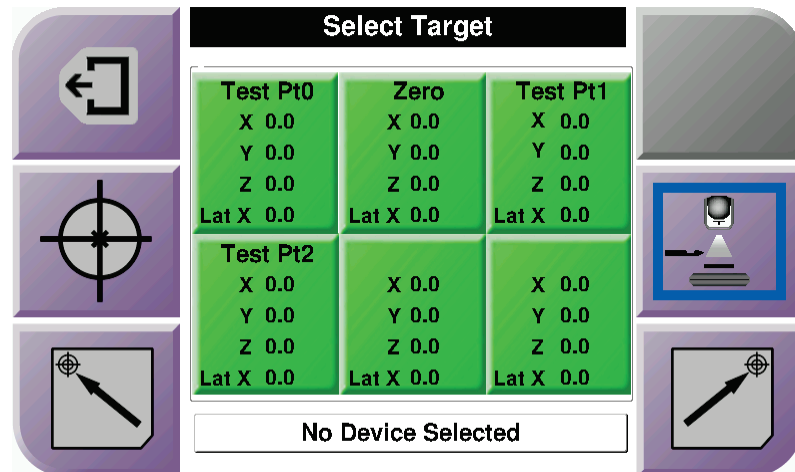 Select Target
Test Pt0 Zero Test Pt1
X 0.0 X 0.0 X 0.0
Y 0.0 Y 0.0 Y 0.0
Z 0.0 Z 0.0 Z 0.0
Lat X 0.0 Lat X 0.0 Lat X 0.0
Test Pt2
X 0.0 X 0.0 X 0.0
Y 0.0 Y 0.0 Y 0.0
Z 0.0 Z 0.0 Z 0.0
Lat X 0.0 Lat X 0.0 Lat X 0.0
No Device Selected